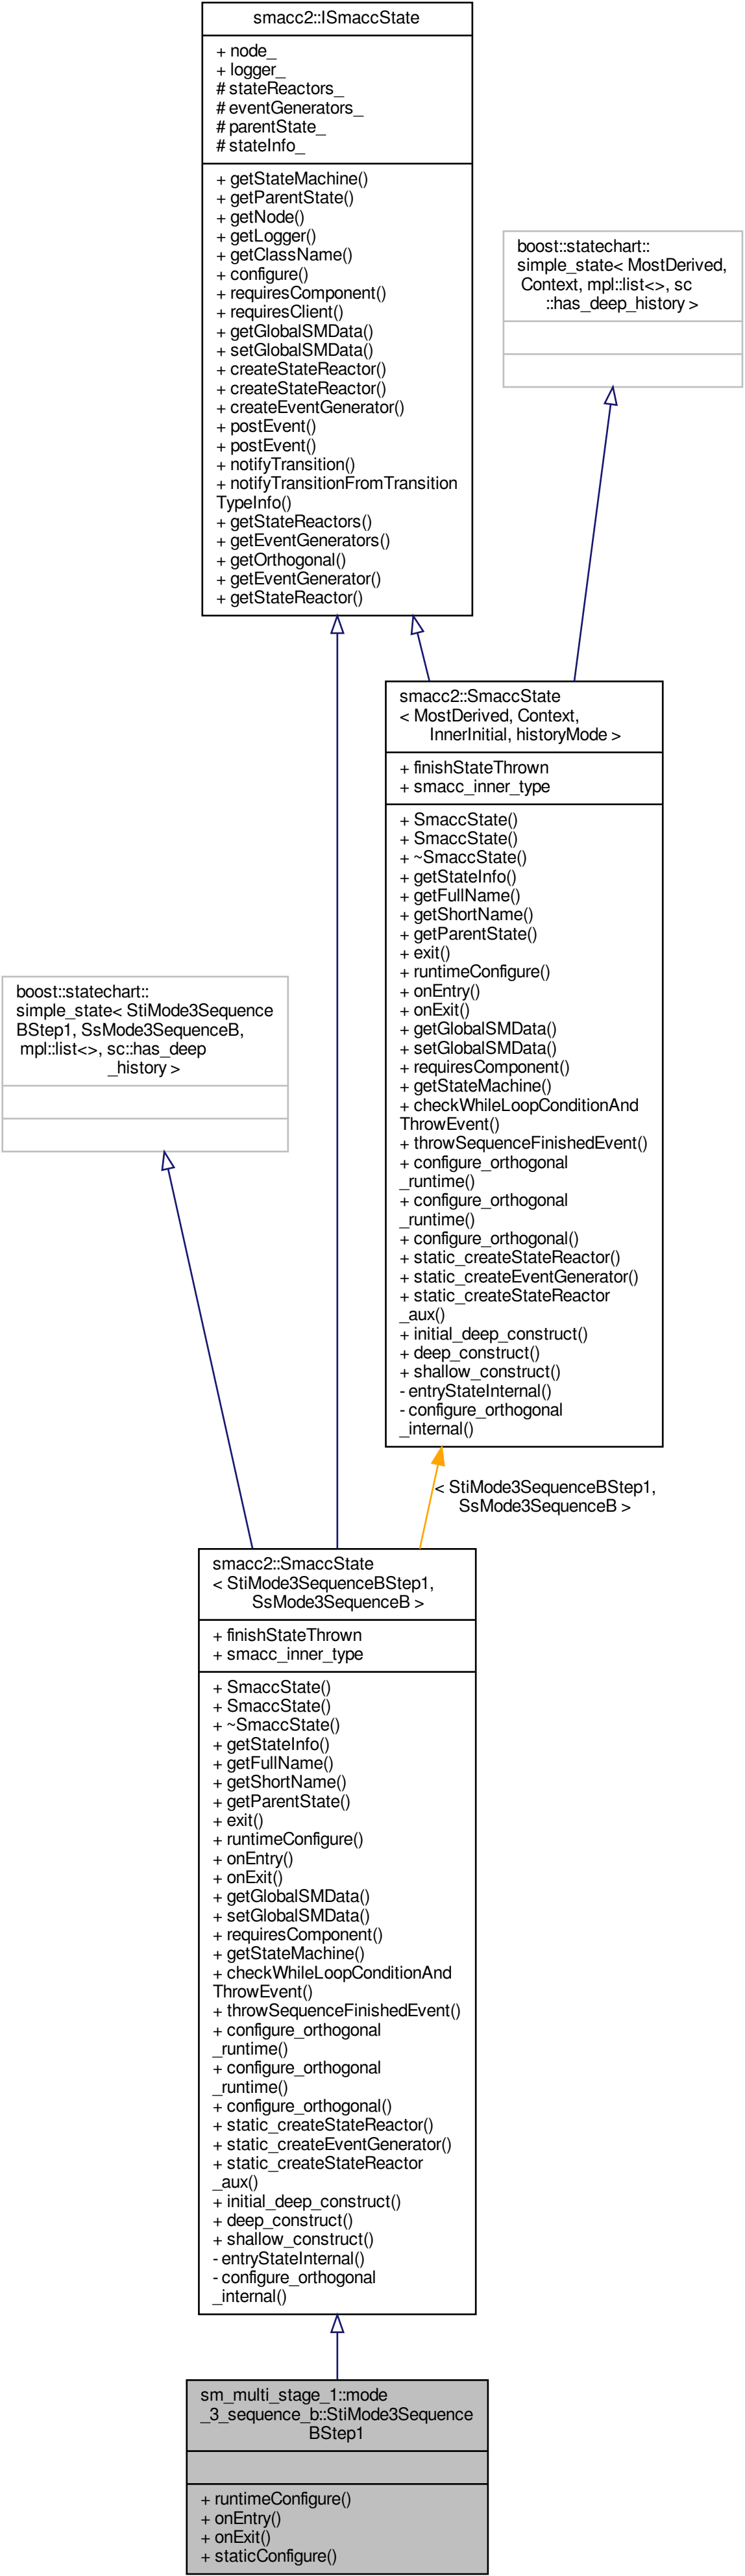 smacc2::ISmaccState
+ node_
+ logger_
# stateReactors_
# eventGenerators_
# parentState_
# stateInfo_
+ getStateMachine()
+ getParentState()
+ getNode()
+ getLogger()
+ getClassName()
+ configure()
+ requiresComponent()
+ requiresClient()
+ getGlobalSMData()
+ setGlobalSMData()
+ createStateReactor()
+ createStateReactor()
+ createEventGenerator()
+ postEvent()
+ postEvent()
+ notifyTransition()
+ notifyTransitionFromTransition
TypeInfo()
+ getStateReactors()
+ getEventGenerators()
+ getOrthogonal()
+ getEventGenerator()
+ getStateReactor()
boost::statechart::
simple_state< MostDerived,
Context, mpl::list<>, sc
::has_deep_history >
smacc2::SmaccState
< MostDerived, Context,
InnerInitial, historyMode >
+ finishStateThrown
+ smacc_inner_type
+ SmaccState()
+ SmaccState()
+ ~SmaccState()
+ getStateInfo()
+ getFullName()
+ getShortName()
+ getParentState()
+ exit()
+ runtimeConfigure()
+ onEntry()
+ onExit()
+ getGlobalSMData()
+ setGlobalSMData()
+ requiresComponent()
+ getStateMachine()
+ checkWhileLoopConditionAnd
ThrowEvent()
+ throwSequenceFinishedEvent()
+ configure_orthogonal
_runtime()
+ configure_orthogonal
_runtime()
+ configure_orthogonal()
+ static_createStateReactor()
+ static_createEventGenerator()
+ static_createStateReactor
_aux()
+ initial_deep_construct()
+ deep_construct()
+ shallow_construct()
- entryStateInternal()
- configure_orthogonal
_internal()
boost::statechart::
simple_state< StiMode3Sequence
BStep1, SsMode3SequenceB,
mpl::list<>, sc::has_deep
_history >
< StiMode3SequenceBStep1,
SsMode3SequenceB >
smacc2::SmaccState
< StiMode3SequenceBStep1,
SsMode3SequenceB >
+ finishStateThrown
+ smacc_inner_type
+ SmaccState()
+ SmaccState()
+ ~SmaccState()
+ getStateInfo()
+ getFullName()
+ getShortName()
+ getParentState()
+ exit()
+ runtimeConfigure()
+ onEntry()
+ onExit()
+ getGlobalSMData()
+ setGlobalSMData()
+ requiresComponent()
+ getStateMachine()
+ checkWhileLoopConditionAnd
ThrowEvent()
+ throwSequenceFinishedEvent()
+ configure_orthogonal
_runtime()
+ configure_orthogonal
_runtime()
+ configure_orthogonal()
+ static_createStateReactor()
+ static_createEventGenerator()
+ static_createStateReactor
_aux()
+ initial_deep_construct()
+ deep_construct()
+ shallow_construct()
- entryStateInternal()
- configure_orthogonal
_internal()
sm_multi_stage_1::mode
_3_sequence_b::StiMode3Sequence
BStep1
+ runtimeConfigure()
+ onEntry()
+ onExit()
+ staticConfigure()